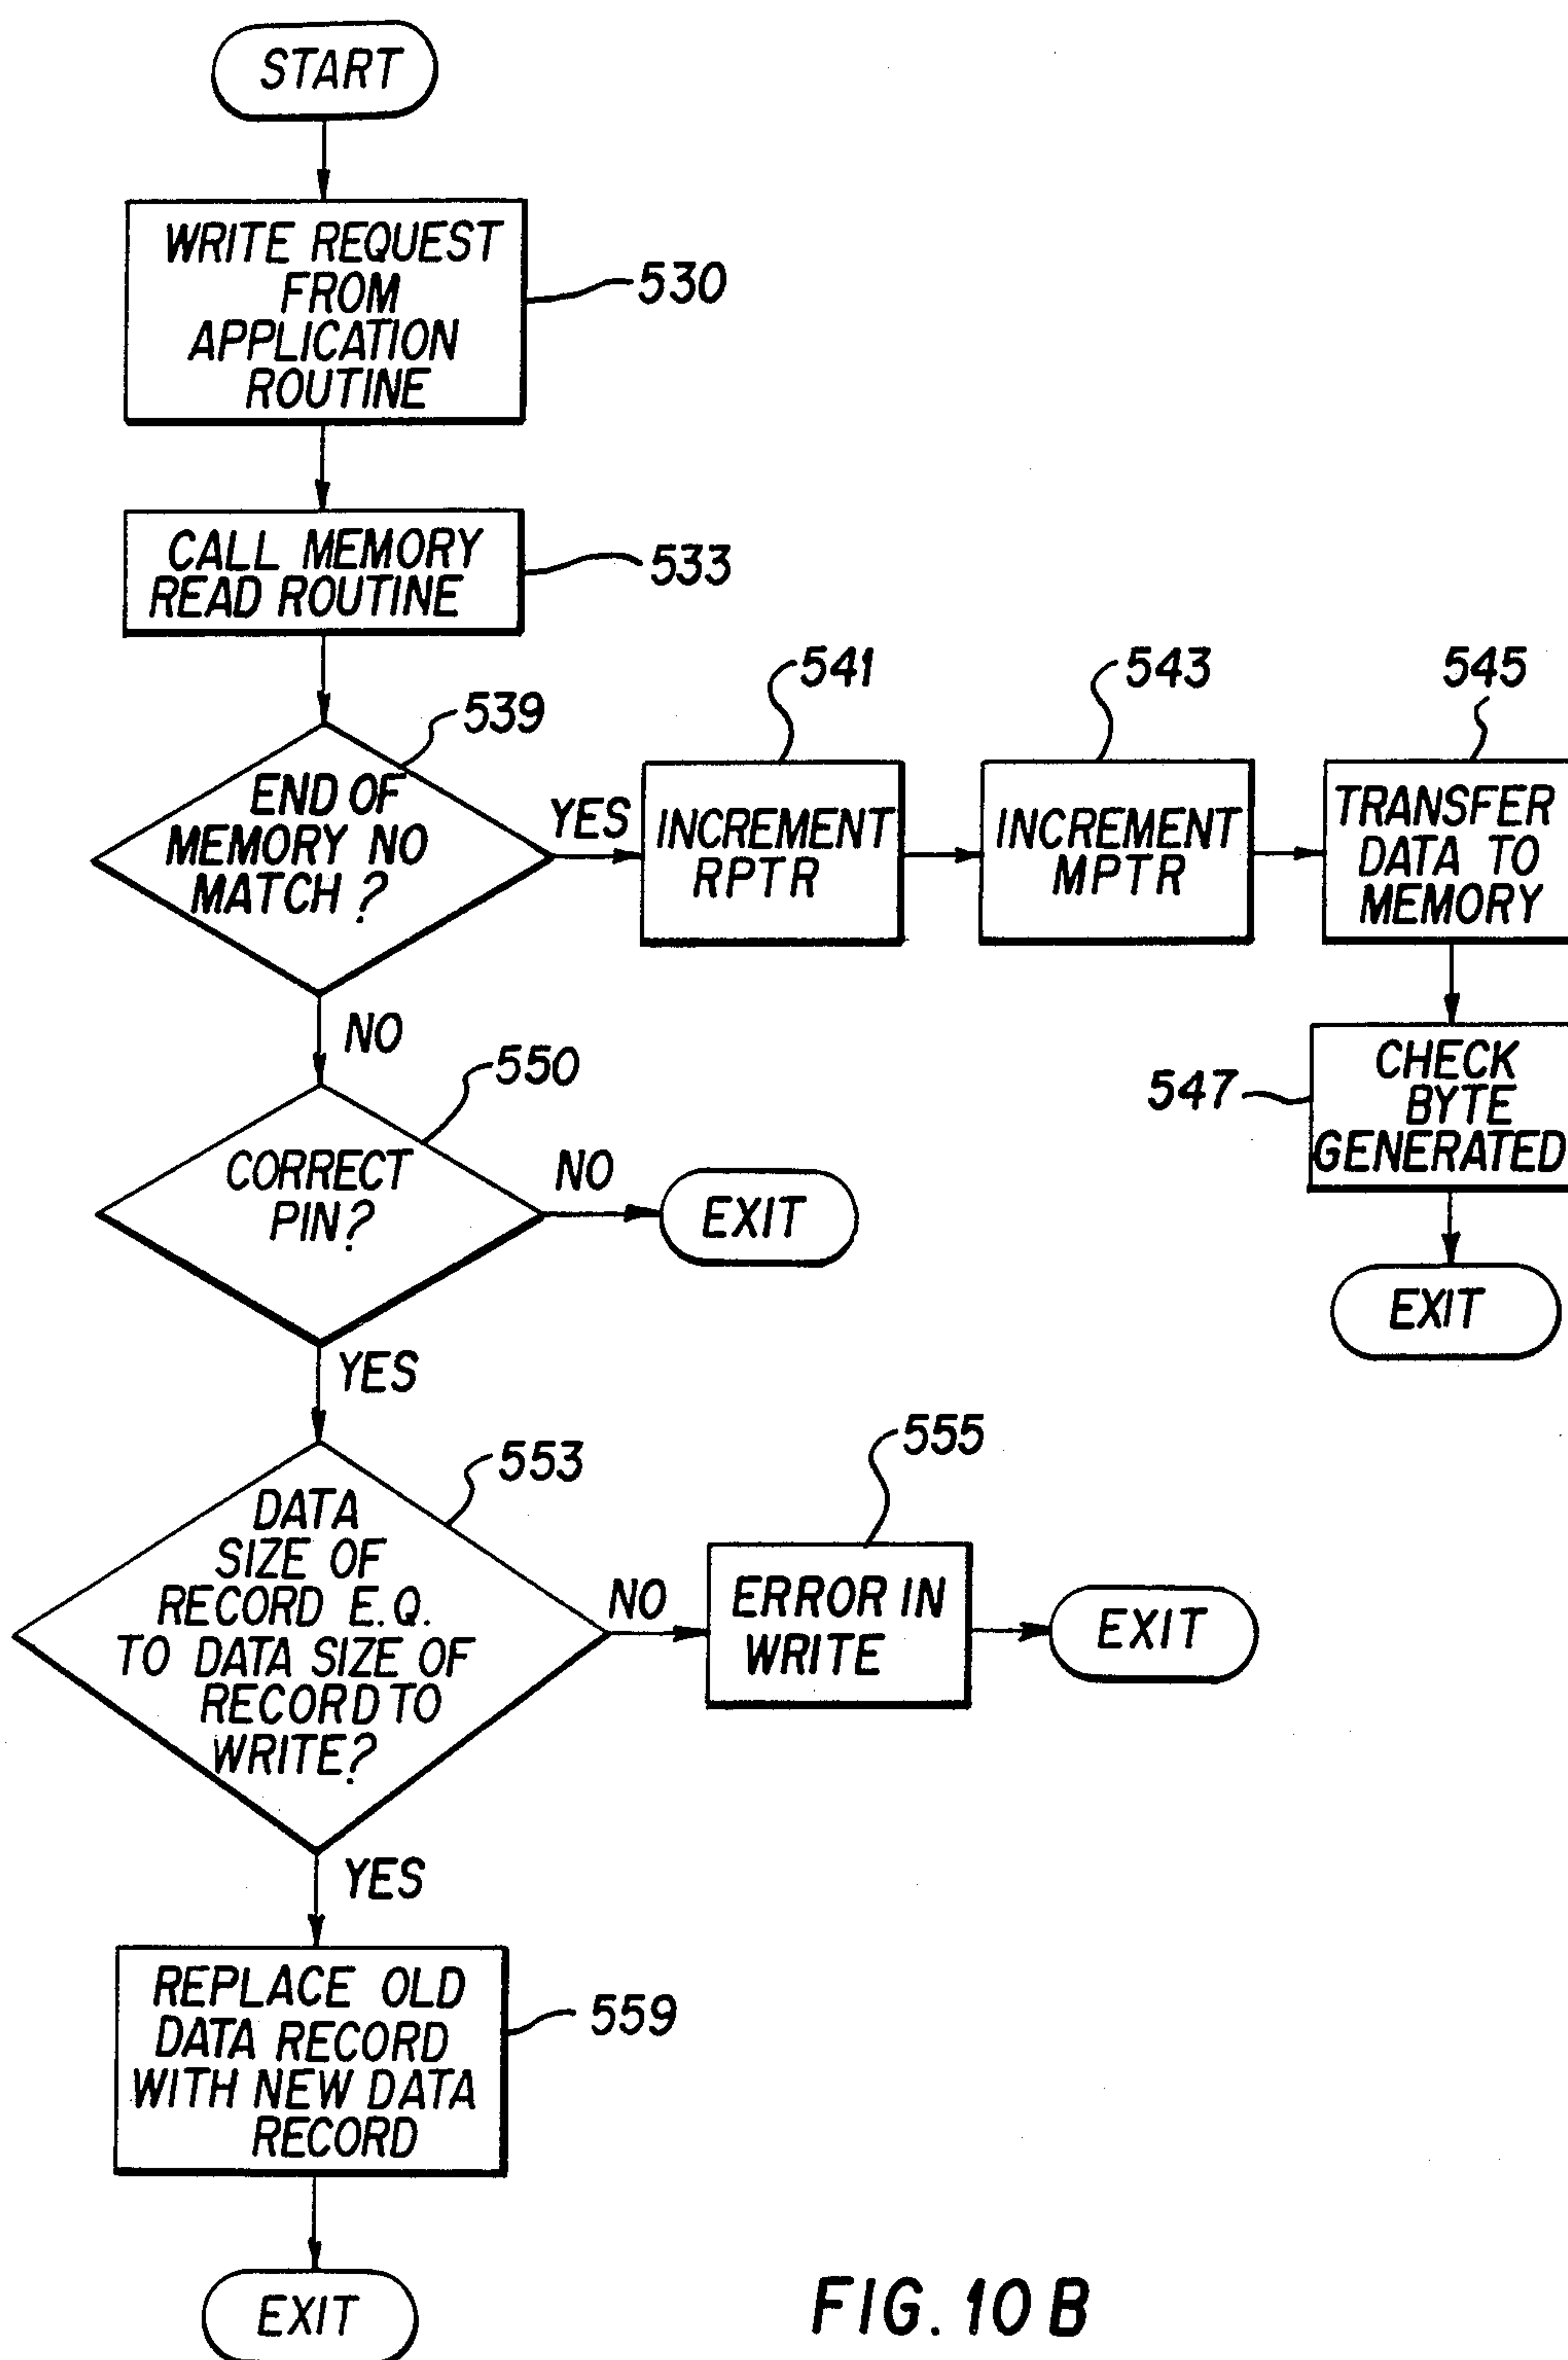 START
WRITE REQUEST
FROM
APPLICATION
ROUTINE
530
CALL MEMORY
READ ROUTINE
533
539
END OF
MEMORY NO
MATCH?
YES
541
INCREMENT
RPTR
543
INCREMENT
MPTR
545
TRANSFER
DATA TO
MEMORY
547
CHECK
BYTE
GENERATED
EXIT
NO
550
CORRECT
PIN?
NO
EXIT
YES
553
DATA
SIZE OF
RECORD E.Q.
TO DATA SIZE OF
RECORD TO
WRITE?
NO
555
ERROR IN
WRITE
EXIT
YES
REPLACE OLD
DATA RECORD
WITH NEW DATA
RECORD
559
EXIT
FIG. 10 B